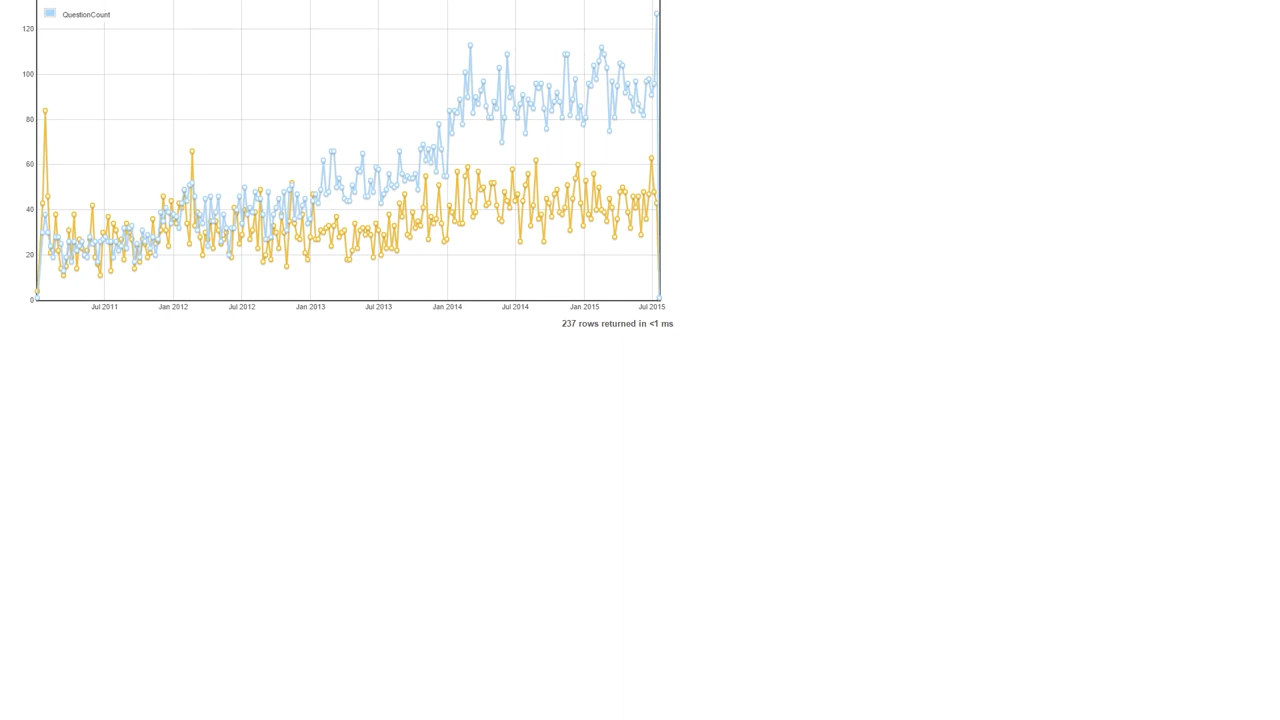 QuestionCount
120
100
80
60
40
20
0
Jul 2011 Jan 2012 Jul 2012 Jan 2013 Jul 2013 Jan 2014 Jul 2014 Jan 2015 Jul 2015
237 rows returned in <1 ms